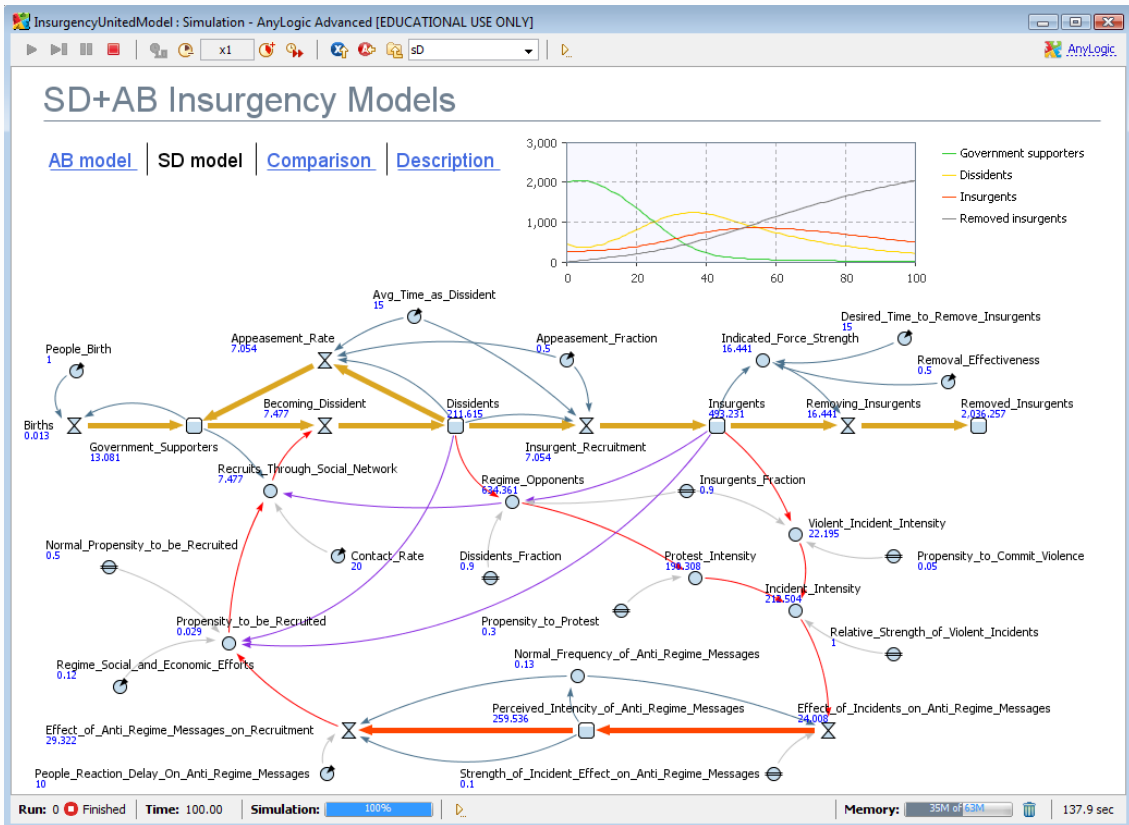 InsurgencyUnitedModel : Simulation - AnyLogic Advanced [EDUCATIONAL USE ONLY]
x1
sD
AnyLogic
SD+AB Insurgency Models
AB model
SD model
Comparison
Description
3,000
2,000
1,000
0
0
20
40
60
80
100
Government supporters
Dissidents
Insurgents
Removed insurgents
Avg_Time_as_Dissident
15
Desired_Time_to_Remove_Insurgents
15
People_Birth
1
Appeasement_Rate
7.054
Appeasement_Fraction
0.5
Indicated_Force_Strength
16.441
Removal_Effectiveness
0.5
Births
0.013
Becoming_Dissident
7.477
Dissidents
211.615
Insurgents
493.231
Removing_Insurgents
16.441
Removed_Insurgents
2,036.257
Government_Supporters
13.081
Insurgent_Recruitment
7.054
Recruits_Through_Social_Network
7.477
Regime_Opponents
634.361
Insurgents_Fraction
0.9
Violent_Incident_Intensity
22.195
Normal_Propensity_to_be_Recruited
0.5
Contact_Rate
20
Dissidents_Fraction
0.9
Protest_Intensity
190.308
Propensity_to_Commit_Violence
0.05
Incident_Intensity
212.504
Propensity_to_be_Recruited
0.029
Propensity_to_Protest
0.3
Relative_Strength_of_Violent_Incidents
1
Regime_Social_and_Economic_Efforts
0.12
Normal_Frequency_of_Anti_Regime_Messages
0.13
Perceived_Intencity_of_Anti_Regime_Messages
259.536
Effect_of_Incidents_on_Anti_Regime_Messages
24.008
Effect_of_Anti_Regime_Messages_on_Recruitment
29.322
People_Reaction_Delay_On_Anti_Regime_Messages
10
Strength_of_Incident_Effect_on_Anti_Regime_Messages
0.1
Run: 0 Finished
Time: 100.00
Simulation: 100%
Memory: 35M of 63M
137.9 sec